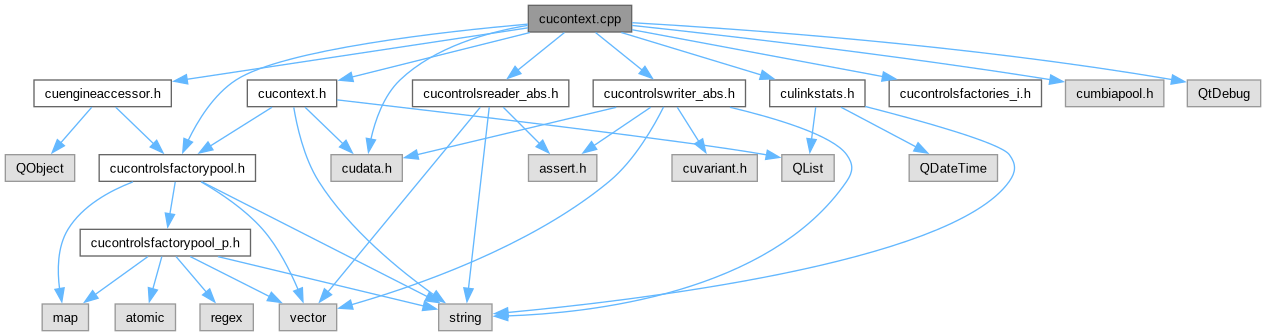 cucontext.cpp
cuengineaccessor.h
cucontext.h
cucontrolsreader_abs.h
cucontrolswriter_abs.h
culinkstats.h
cucontrolsfactories_i.h
cumbiapool.h
QtDebug
QObject
cucontrolsfactorypool.h
cudata.h
assert.h
cuvariant.h
QList
QDateTime
cucontrolsfactorypool_p.h
map
atomic
regex
vector
string